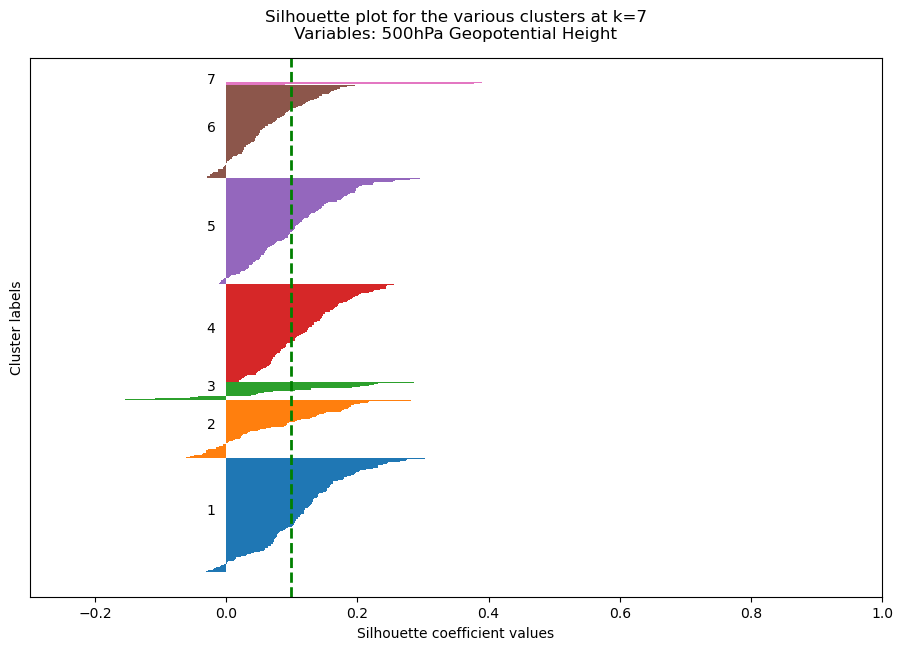 Silhouette plot for the various clusters at k=7
Variables: 500hPa Geopotential Height
7
6
5
4
3
2
1
Cluster labels
−0.2 0.0 0.2 0.4 0.6 0.8 1.0
Silhouette coefficient values